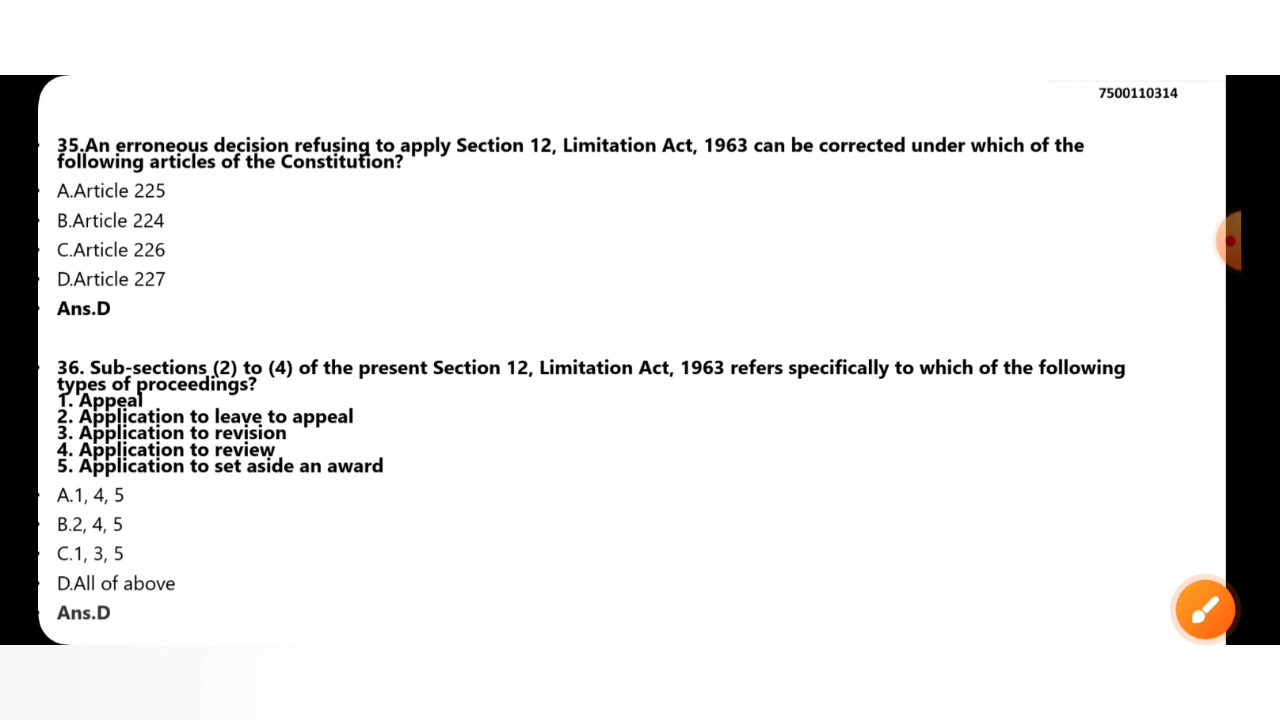 7500110314
35.An erroneous decision refusing to apply Section 12, Limitation Act, 1963 can be corrected under which of the
following articles of the Constitution?
A.Article 225
B.Article 224
C.Article 226
D.Article 227
Ans.D
36. Sub-sections (2) to (4) of the present Section 12, Limitation Act, 1963 refers specifically to which of the following
types of proceedings?
1. Appeal
2. Application to leave to appeal
3. Application to revision
4. Application to review
5. Application to set aside an award
A.1, 4, 5
B.2, 4, 5
C.1, 3, 5
D.All of above
Ans.D